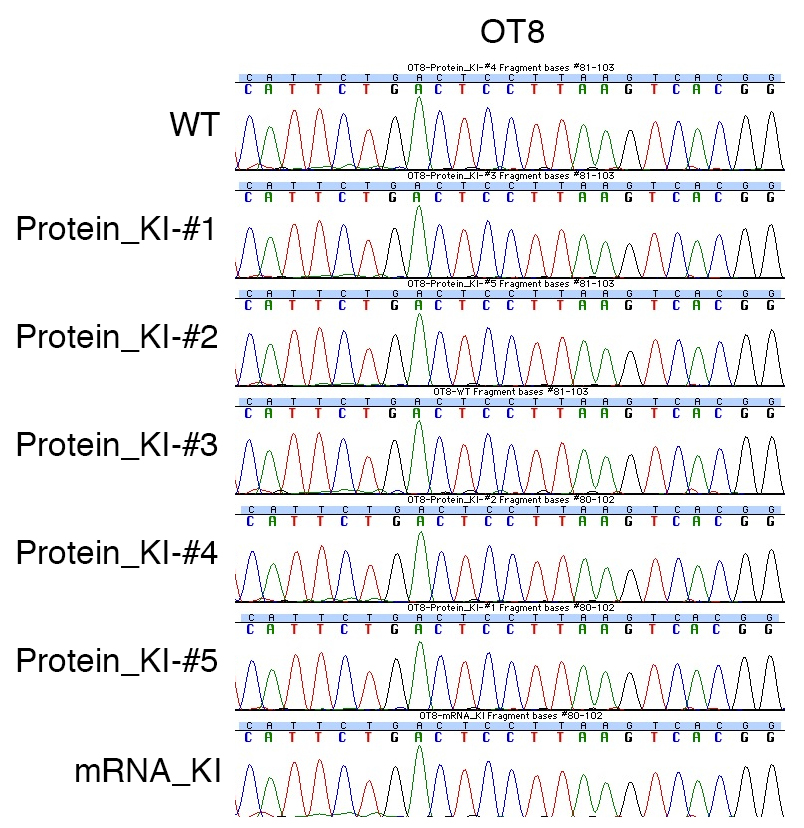 OT8
OT8-Protein_KI-#4 Fragment bases #81-103
C A T T C T G A C T C C T T A A G T C A C G G
C A T T C T G A C T C C T T A A G T C A C G G
WT
OT8-Protein_KI-#3 Fragment bases #81-103
C A T T C T G A C T C C T T A A G T C A C G G
C A T T C T G A C T C C T T A A G T C A C G G
Protein_KI-#1
OT8-Protein_KI-#5 Fragment bases #81-103
C A T T C T G A C T C C T T A A G T C A C G G
C A T T C T G A C T C C T T A A G T C A C G G
Protein_KI-#2
OT8-WT Fragment bases #81-103
C A T T C T G A C T C C T T A A G T C A C G G
C A T T C T G A C T C C T T A A G T C A C G G
Protein_KI-#3
OT8-Protein_KI-#2 Fragment bases #80-102
C A T T C T G A C T C C T T A A G T C A C G G
C A T T C T G A C T C C T T A A G T C A C G G
Protein_KI-#4
OT8-Protein_KI-#1 Fragment bases #80-102
C A T T C T G A C T C C T T A A G T C A C G G
C A T T C T G A C T C C T T A A G T C A C G G
Protein_KI-#5
OT8-mRNA_KI Fragment bases #80-102
C A T T C T G A C T C C T T A A G T C A C G G
C A T T C T G A C T C C T T A A G T C A C G G
mRNA_KI